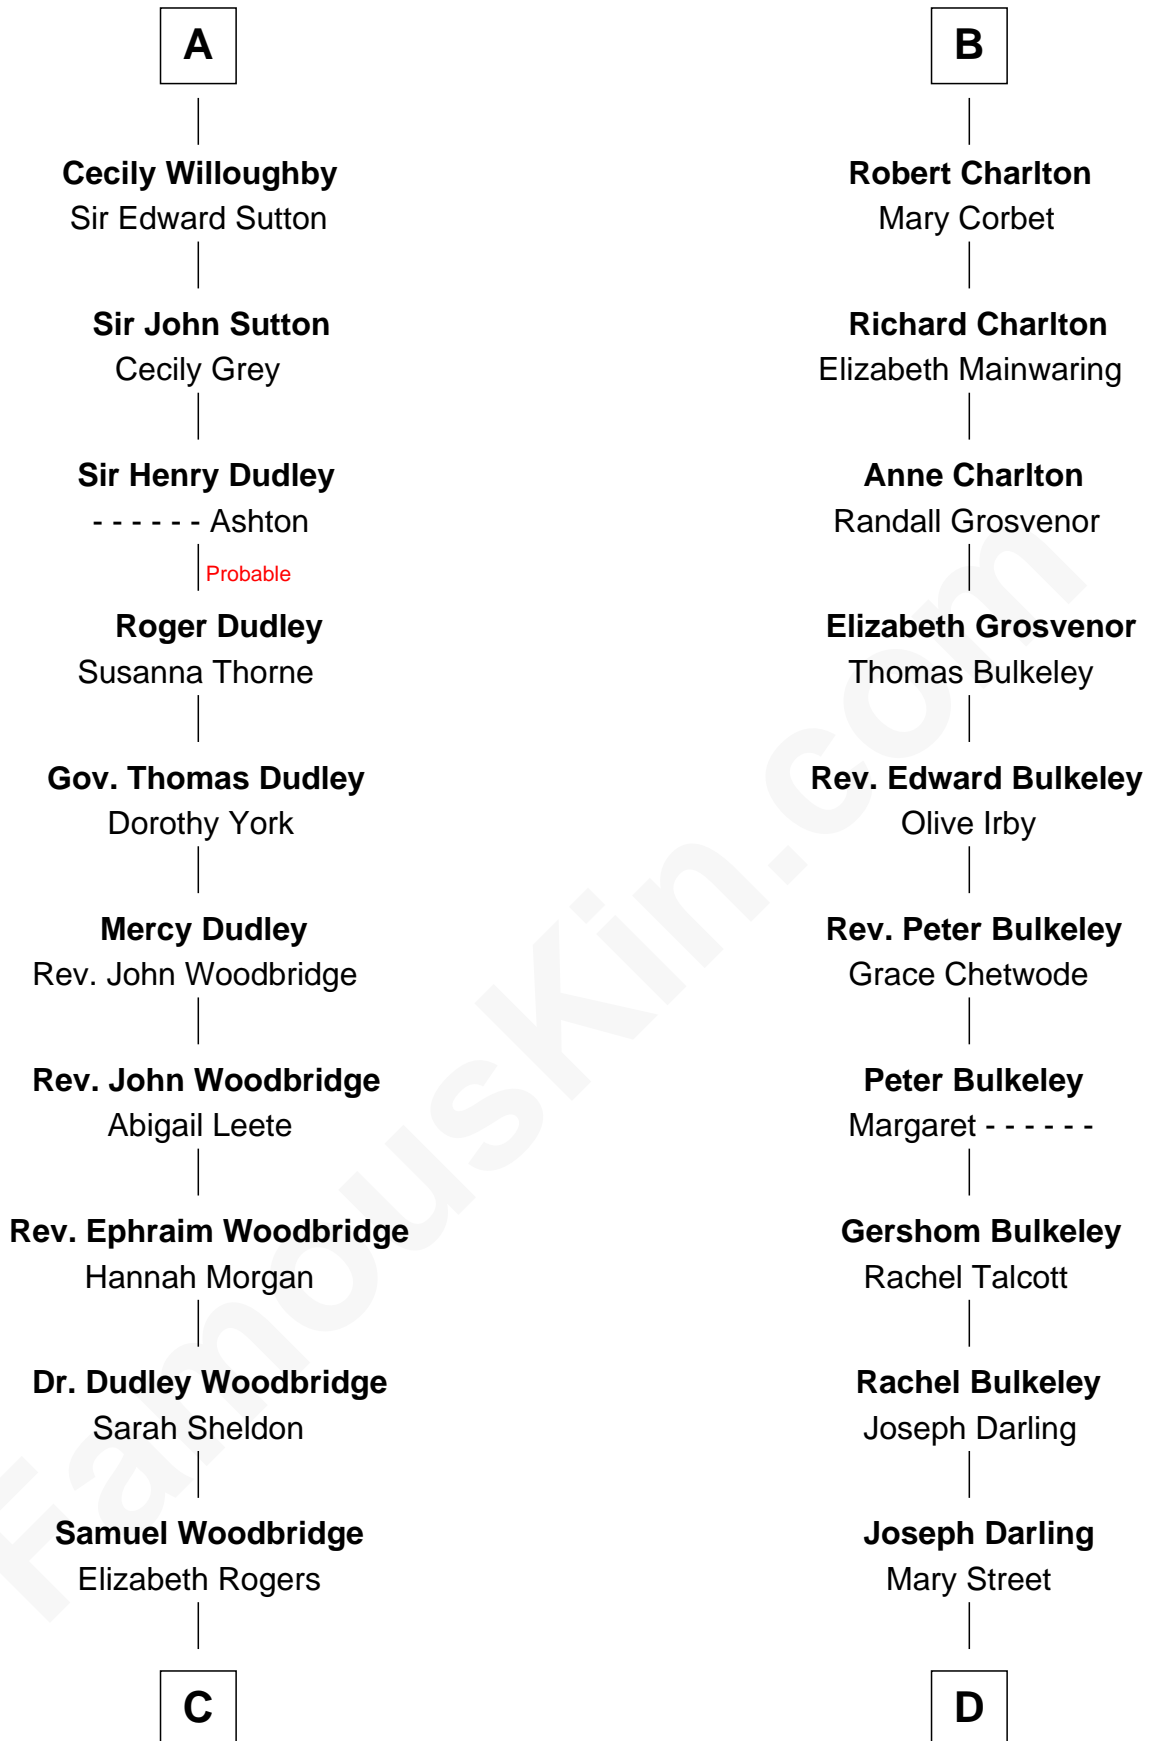 A
Cecily Willoughby
Sir Edward Sutton
Sir John Sutton
Cecily Grey
Sir Henry Dudley
- - - - - - Ashton
Probable
Roger Dudley
Susanna Thorne
Gov. Thomas Dudley
Dorothy York
Mercy Dudley
Rev. John Woodbridge
Rev. John Woodbridge
Abigail Leete
Rev. Ephraim Woodbridge
Hannah Morgan
Dr. Dudley Woodbridge
Sarah Sheldon
Samuel Woodbridge
Elizabeth Rogers
C
B
Robert Charlton
Mary Corbet
Richard Charlton
Elizabeth Mainwaring
Anne Charlton
Randall Grosvenor
Elizabeth Grosvenor
Thomas Bulkeley
Rev. Edward Bulkeley
Olive Irby
Rev. Peter Bulkeley
Grace Chetwode
Peter Bulkeley
Margaret - - - - - -
Gershom Bulkeley
Rachel Talcott
Rachel Bulkeley
Joseph Darling
Joseph Darling
Mary Street
D
FamousKin.com